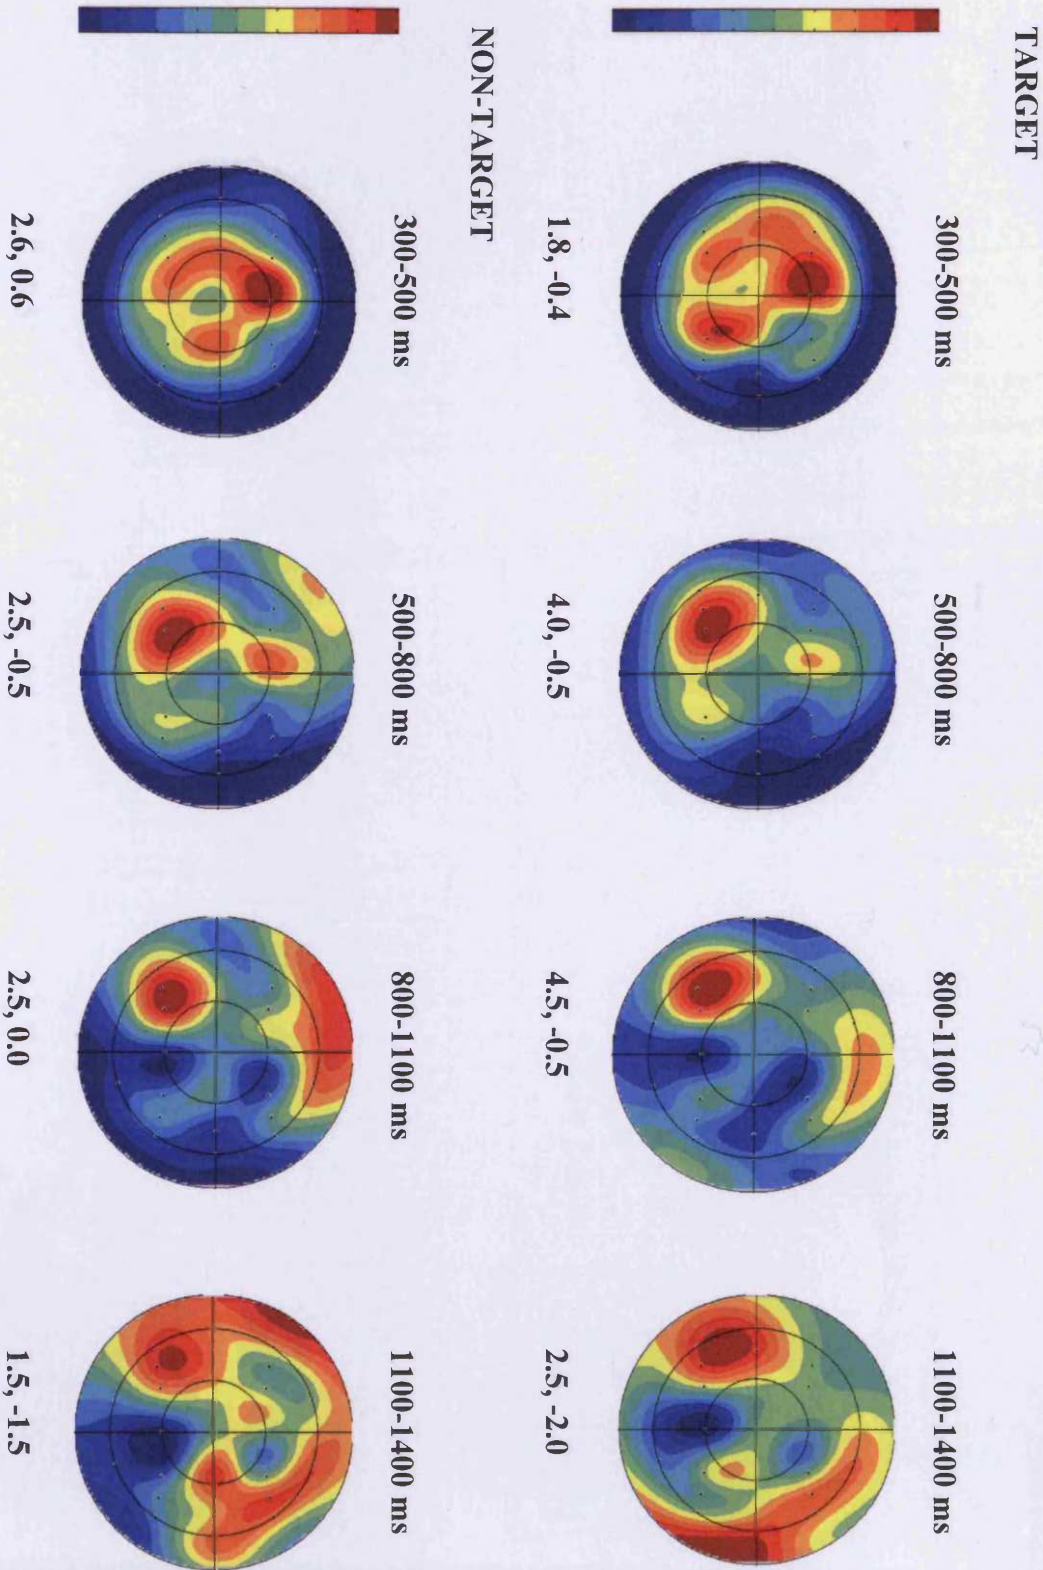 TARGET
300-500 ms 500-800 ms 800-1100 ms 1100-1400 ms
1.8, -0.4 4.0, -0.5 4.5, -0.5 2.5, -2.0
NON-TARGET
300-500 ms 500-800 ms 800-1100 ms 1100-1400 ms
2.6, 0.6 2.5, -0.5 2.5, 0.0 1.5, -1.5